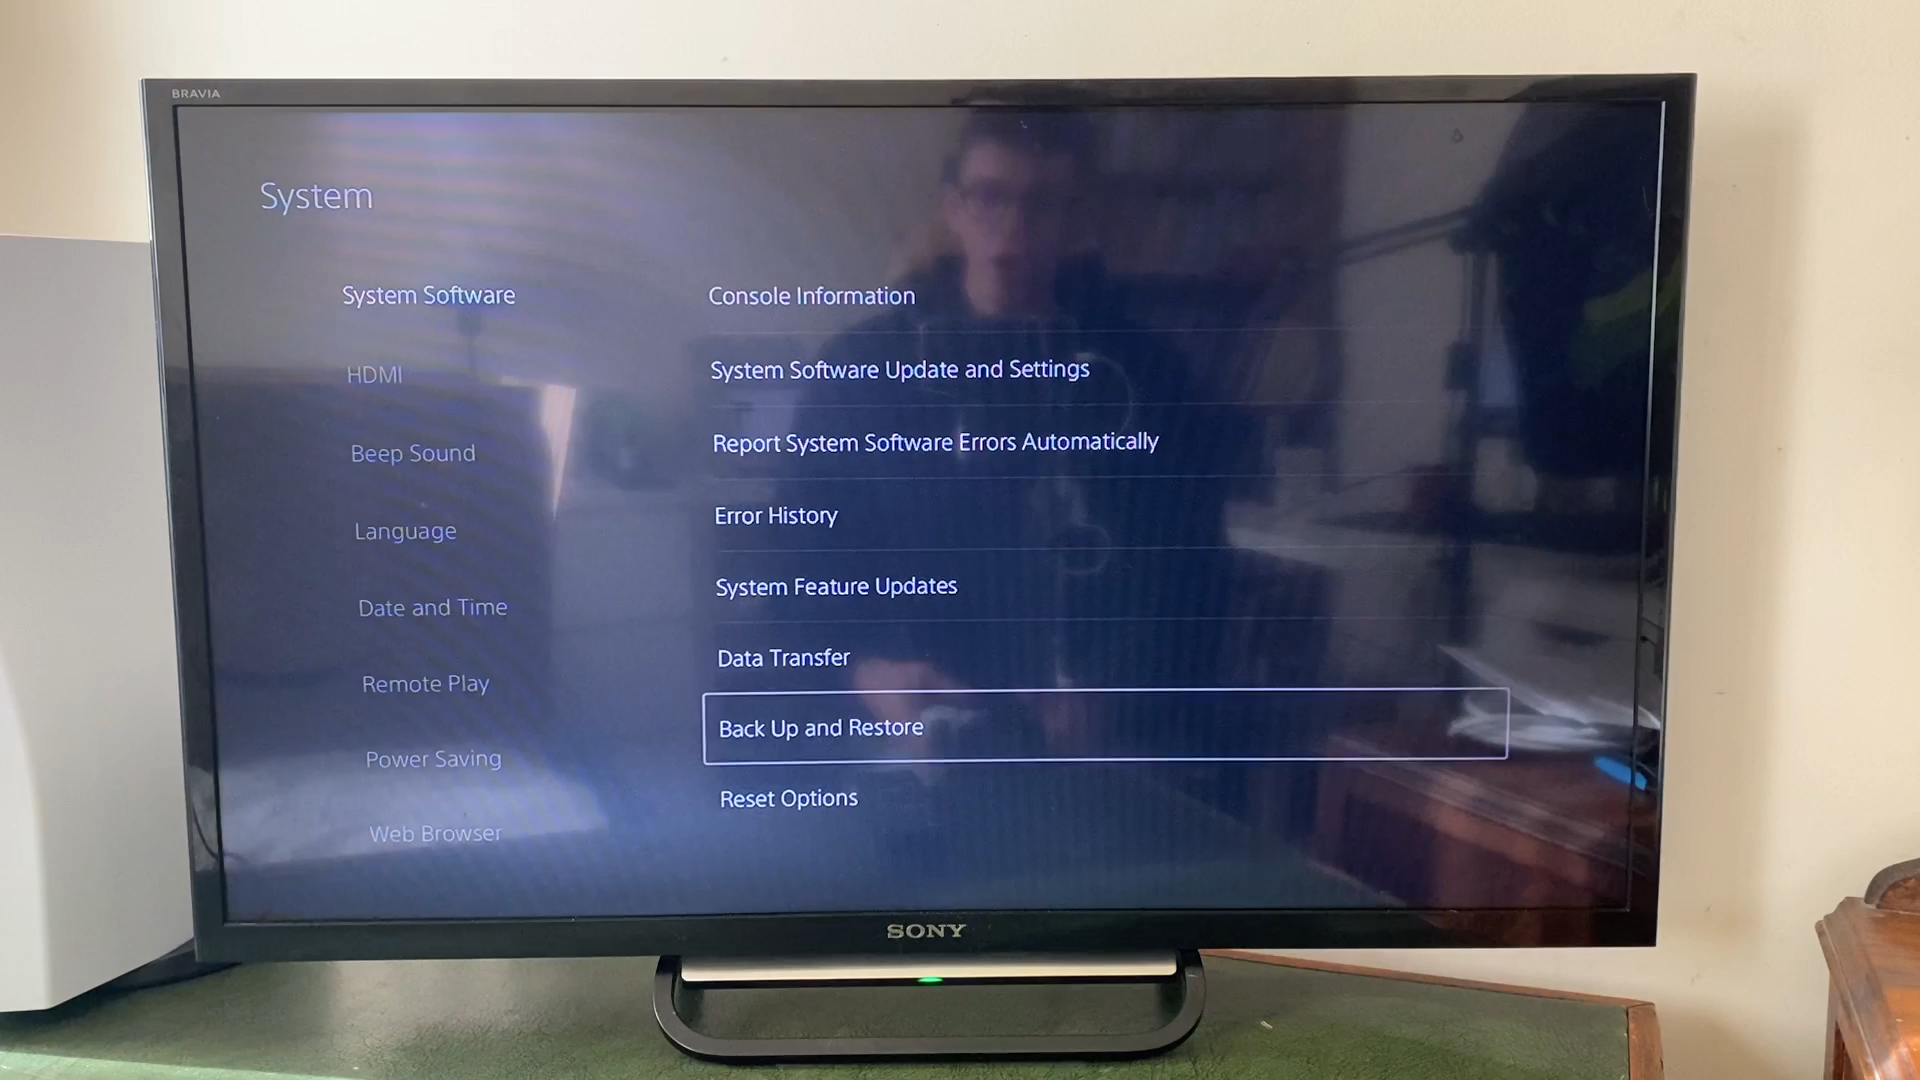 BRAVIA
System
System Software
HDMI
Beep Sound
Language
Date and Time
Remote Play
Power Saving
Web Browser
Console Information
System Software Update and Settings
Report System Software Errors Automatically
Error History
System Feature Updates
Data Transfer
Back Up and Restore
Reset Options
SONY